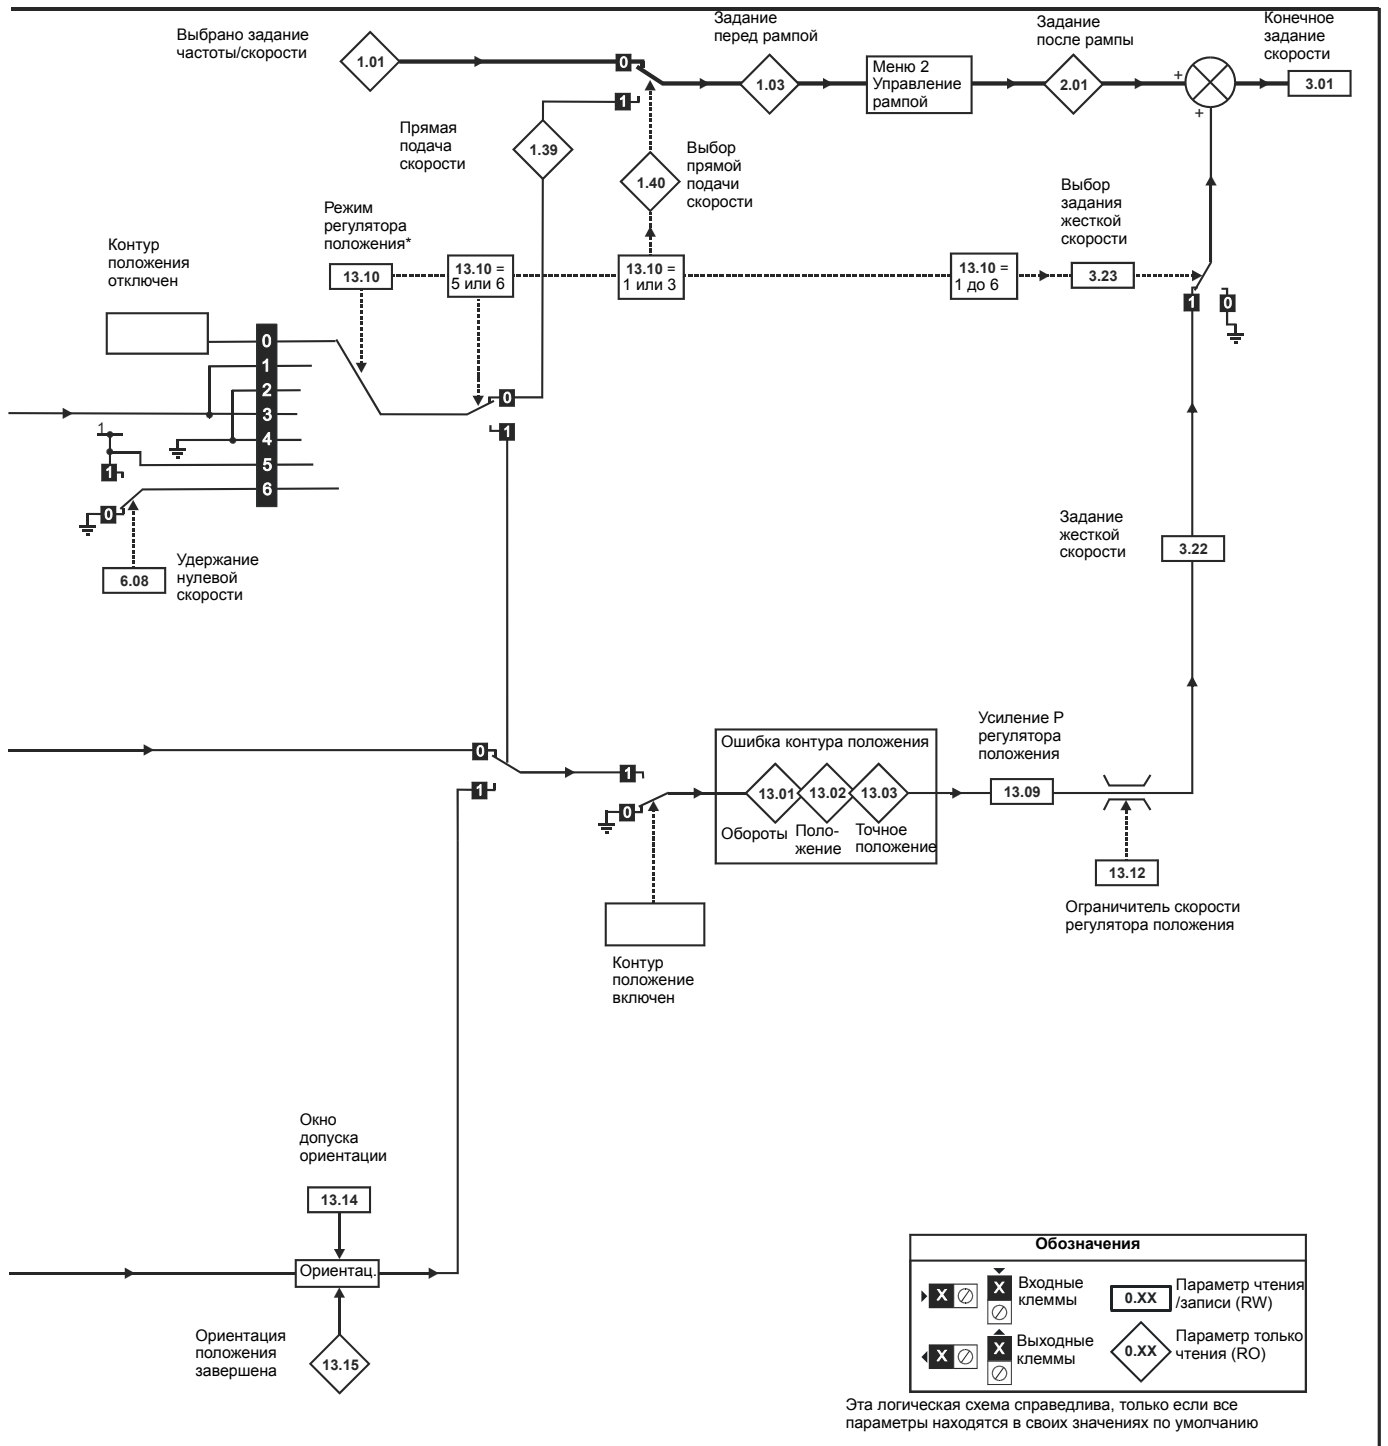 Выбрано задание
частоты/скорости
1.01
0
1
Задание
перед рампой
1.03
Меню 2
Управление
рампой
Задание
после рампы
2.01
+
+
Конечное
задание
скорости
3.01
Прямая
подача
скорости
1.39
1.40
Выбор
прямой
подачи
скорости
Выбор
задания
жесткой
скорости
Режим
регулятора
положения*
13.10
13.10 =
5 или 6
13.10 =
1 или 3
13.10 =
1 до 6
3.23
1
0
Контур
положения
отключен
0
1
2
3
4
5
6
0
1
1
1
0
6.08
Удержание
нулевой
скорости
Задание
жесткой
скорости
3.22
0
1
1
0
Ошибка контура положения
13.01
13.02
13.03
Обороты
Поло-
жение
Точное
положение
Усиление P
регулятора
положения
13.09
13.12
Ограничитель скорости
регулятора положения
Контур
положение
включен
Окно
допуска
ориентации
13.14
Ориентац.
Ориентация
положения
завершена
13.15
Обозначения
X
X
Входные
клеммы
0.XX
Параметр чтения
/записи (RW)
X
X
Выходные
клеммы
0.XX
Параметр только
чтения (RO)
Эта логическая схема справедлива, только если все
параметры находятся в своих значениях по умолчанию